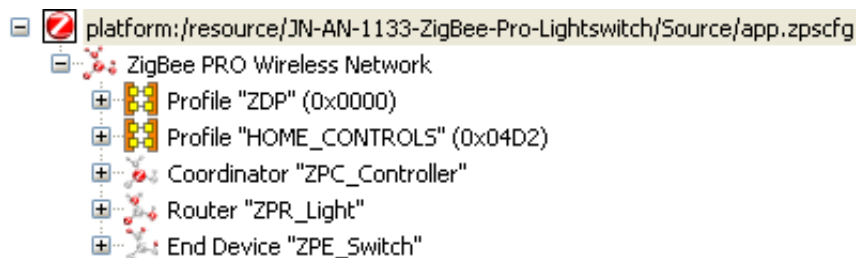 platform:/resource/JN-AN-1133-ZigBee-Pro-Lightswitch/Source/app.zpscfg
ZigBee PRO Wireless Network
Profile "ZDP" (0x0000)
Profile "HOME_CONTROLS" (0x04D2)
Coordinator "ZPC_Controller"
Router "ZPR_Light"
End Device "ZPE_Switch"